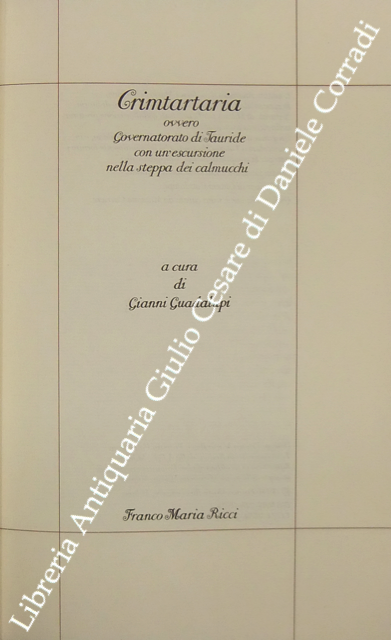 Crimtartaria
ovvero
Governatorato di Tauride
con un'escursione
nella steppa dei calmucchi
a cura
di
Gianni Guadalupi
Franco Maria Ricci
Libreria Antiquaria Giulio Cesare di Daniele Corradi